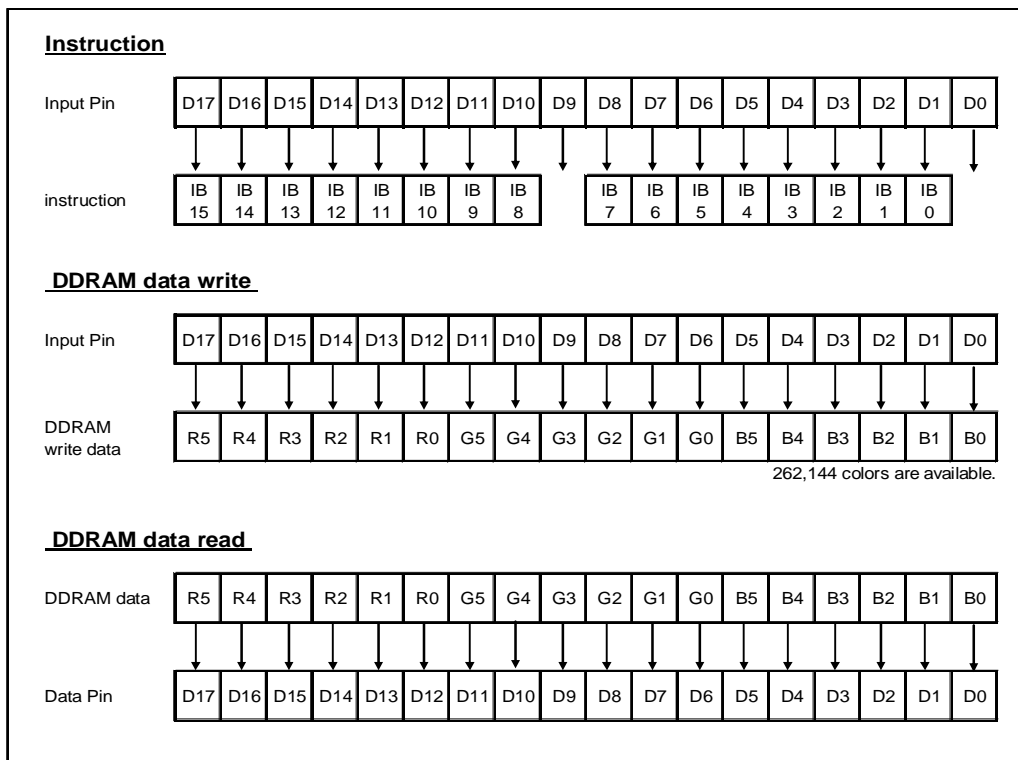 Instruction
Input Pin D17 D16 D15 D14 D13 D12 D11 D10 D9 D8 D7 D6 D5 D4 D3 D2 D1 D0
instruction IB 15 IB 14 IB 13 IB 12 IB 11 IB 10 IB 9 IB 8 IB 7 IB 6 IB 5 IB 4 IB 3 IB 2 IB 1 IB 0
DDRAM data write
Input Pin D17 D16 D15 D14 D13 D12 D11 D10 D9 D8 D7 D6 D5 D4 D3 D2 D1 D0
DDRAM
write data R5 R4 R3 R2 R1 R0 G5 G4 G3 G2 G1 G0 B5 B4 B3 B2 B1 B0
262,144 colors are available.
DDRAM data read
DDRAM data R5 R4 R3 R2 R1 R0 G5 G4 G3 G2 G1 G0 B5 B4 B3 B2 B1 B0
Data Pin D17 D16 D15 D14 D13 D12 D11 D10 D9 D8 D7 D6 D5 D4 D3 D2 D1 D0